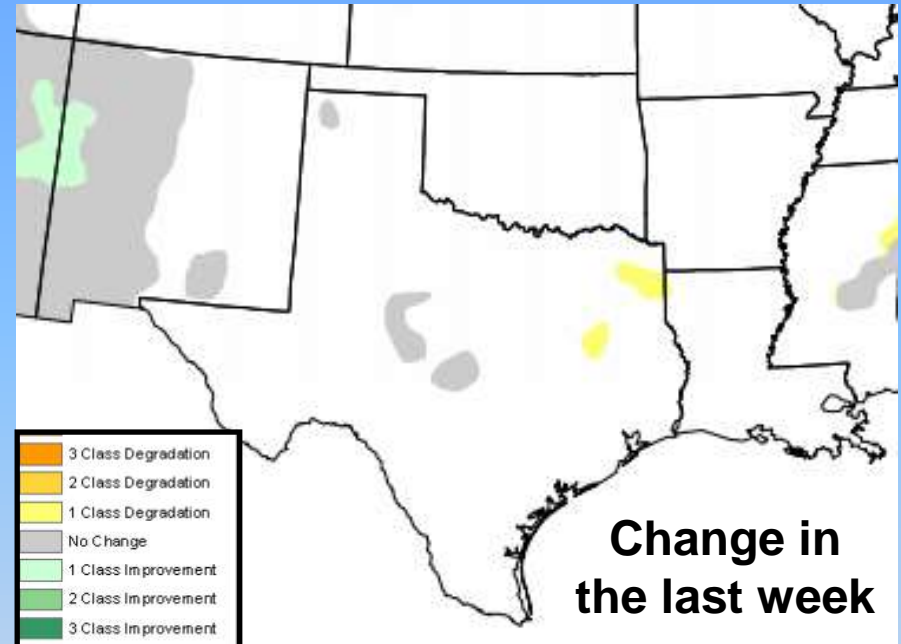 3 Class Degradation
2 Class Degradation
1 Class Degradation
No Change
1 Class Improvement
2 Class Improvement
3 Class Improvement
Change in
the last week